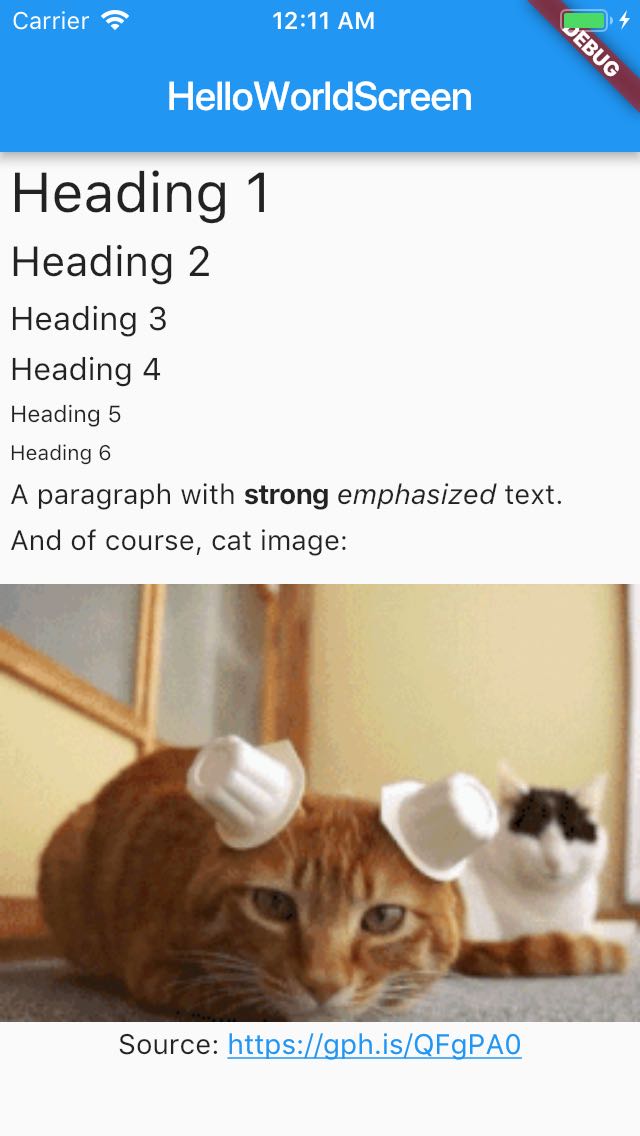 Carrier 12:11 AM
DEBUG
HelloWorldScreen
Heading 1
Heading 2
Heading 3
Heading 4
Heading 5
Heading 6
A paragraph with strong emphasized text.
And of course, cat image:
Source: https://gph.is/QFgPA0